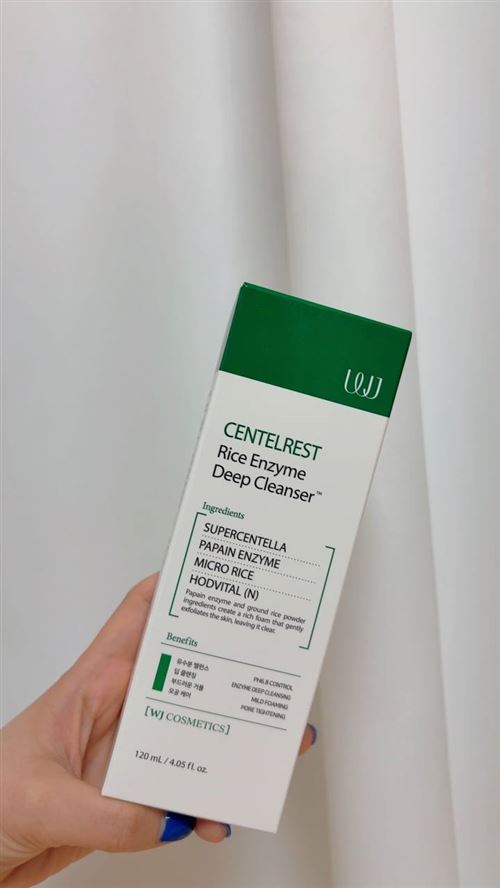 WJ
CENTELREST
Rice Enzyme
Deep Cleanser™
Ingredients
SUPERCENTELLA
PAPAIN ENZYME
MICRO RICE
HODVITAL (N)
Papain enzyme and ground rice powder
ingredients create a rich foam that gently
exfoliates the skin, leaving it clear.
Benefits
유수분 밸런스
딥 클렌징
부드러운 거품
모공 케어
PH6.8 CONTROL
ENZYME DEEP CLEANSING
MILD FOAMING
PORE TIGHTENING
[WJ COSMETICS]
120 mL / 4.05 fl. oz.